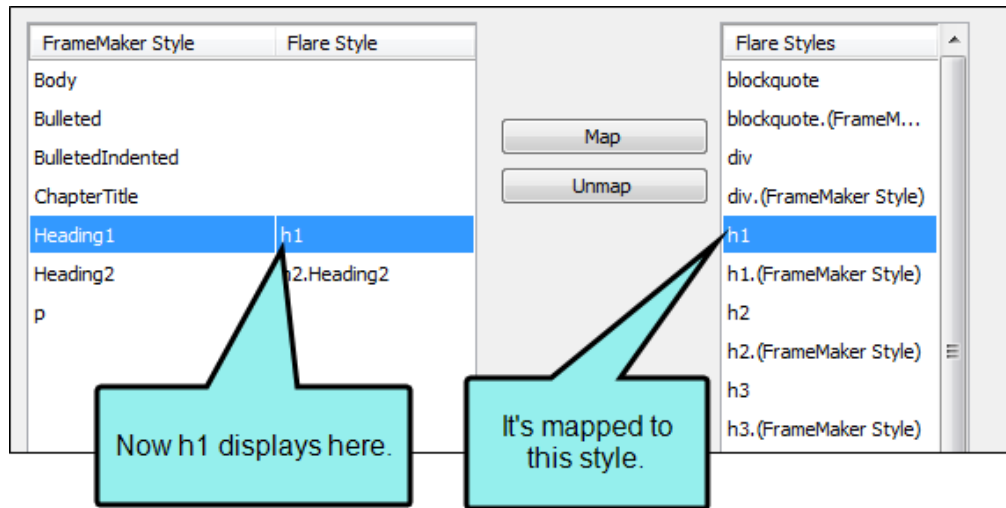 FrameMaker Style Flare Style
Body
Bulleted
BulletedIndented
ChapterTitle
Heading1 h1
Heading2 h2.Heading2
p
Map
Unmap
Flare Styles
blockquote
blockquote.(FrameM...
div
div.(FrameMaker Style)
h1
h1.(FrameMaker Style)
h2
h2.(FrameMaker Style)
h3
h3.(FrameMaker Style)
Now h1 displays here.
It's mapped to
this style.